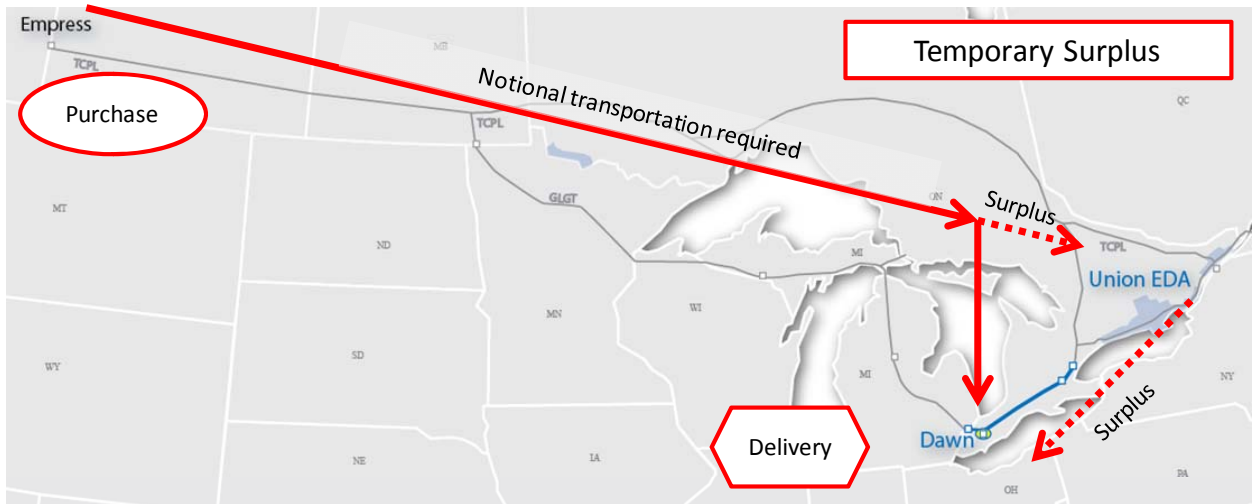 Empress
Temporary Surplus
MB
TCPL
Notional transportation required
Purchase
QC
TCPL
ON
Surplus
MT
GLGT
ND
MI
TCPL
Union EDA
MN
WI
SD
WY
MI
NY
Surplus
Delivery
Dawn
NE
IA
PA
OH